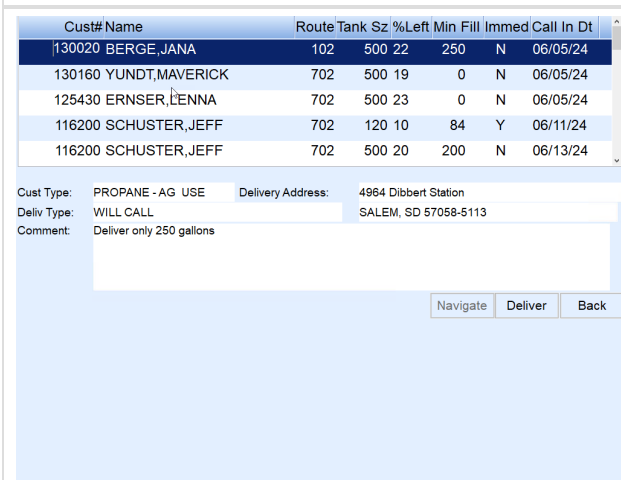 Cust# Name Route Tank Sz %Left Min Fill Immed Call In Dt
130020 BERGE,JANA 102 500 22 250 N 06/05/24
130160 YUNDT,MAVERICK 702 500 19 0 N 06/05/24
125430 ERNSER,LENNA 702 500 23 0 N 06/05/24
116200 SCHUSTER,JEFF 702 120 10 84 Y 06/11/24
116200 SCHUSTER,JEFF 702 500 20 200 N 06/13/24
Cust Type: PROPANE - AG USE Delivery Address: 4964 Dibbert Station
Deliv Type: WILL CALL SALEM, SD 57058-5113
Comment: Deliver only 250 gallons
Navigate Deliver Back